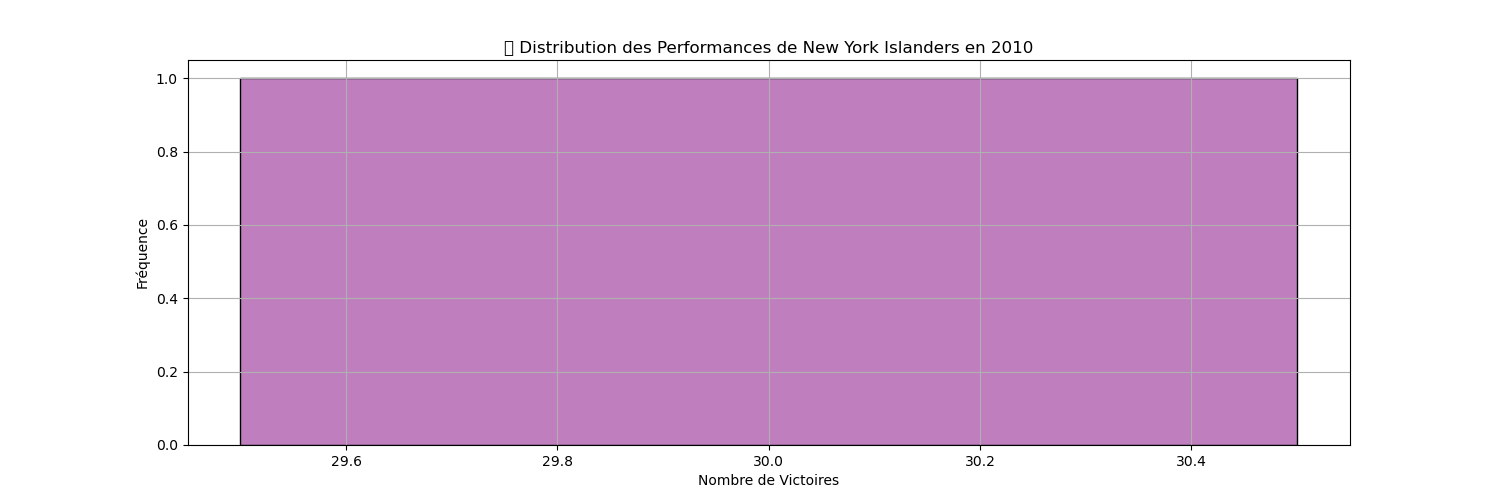 ▯ Distribution des Performances de New York Islanders en 2010
1.0
0.8
0.6
0.4
0.2
0.0
Fréquence
29.6 29.8 30.0 30.2 30.4
Nombre de Victoires